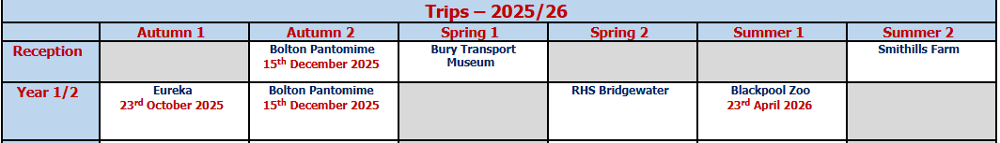 Trips – 2025/26
Autumn 1 Autumn 2 Spring 1 Spring 2 Summer 1 Summer 2
Reception Bolton Pantomime Bury Transport Smithills Farm
15th December 2025 Museum
Year 1/2 Eureka Bolton Pantomime RHS Bridgewater Blackpool Zoo
23rd October 2025 15th December 2025 23rd April 2026